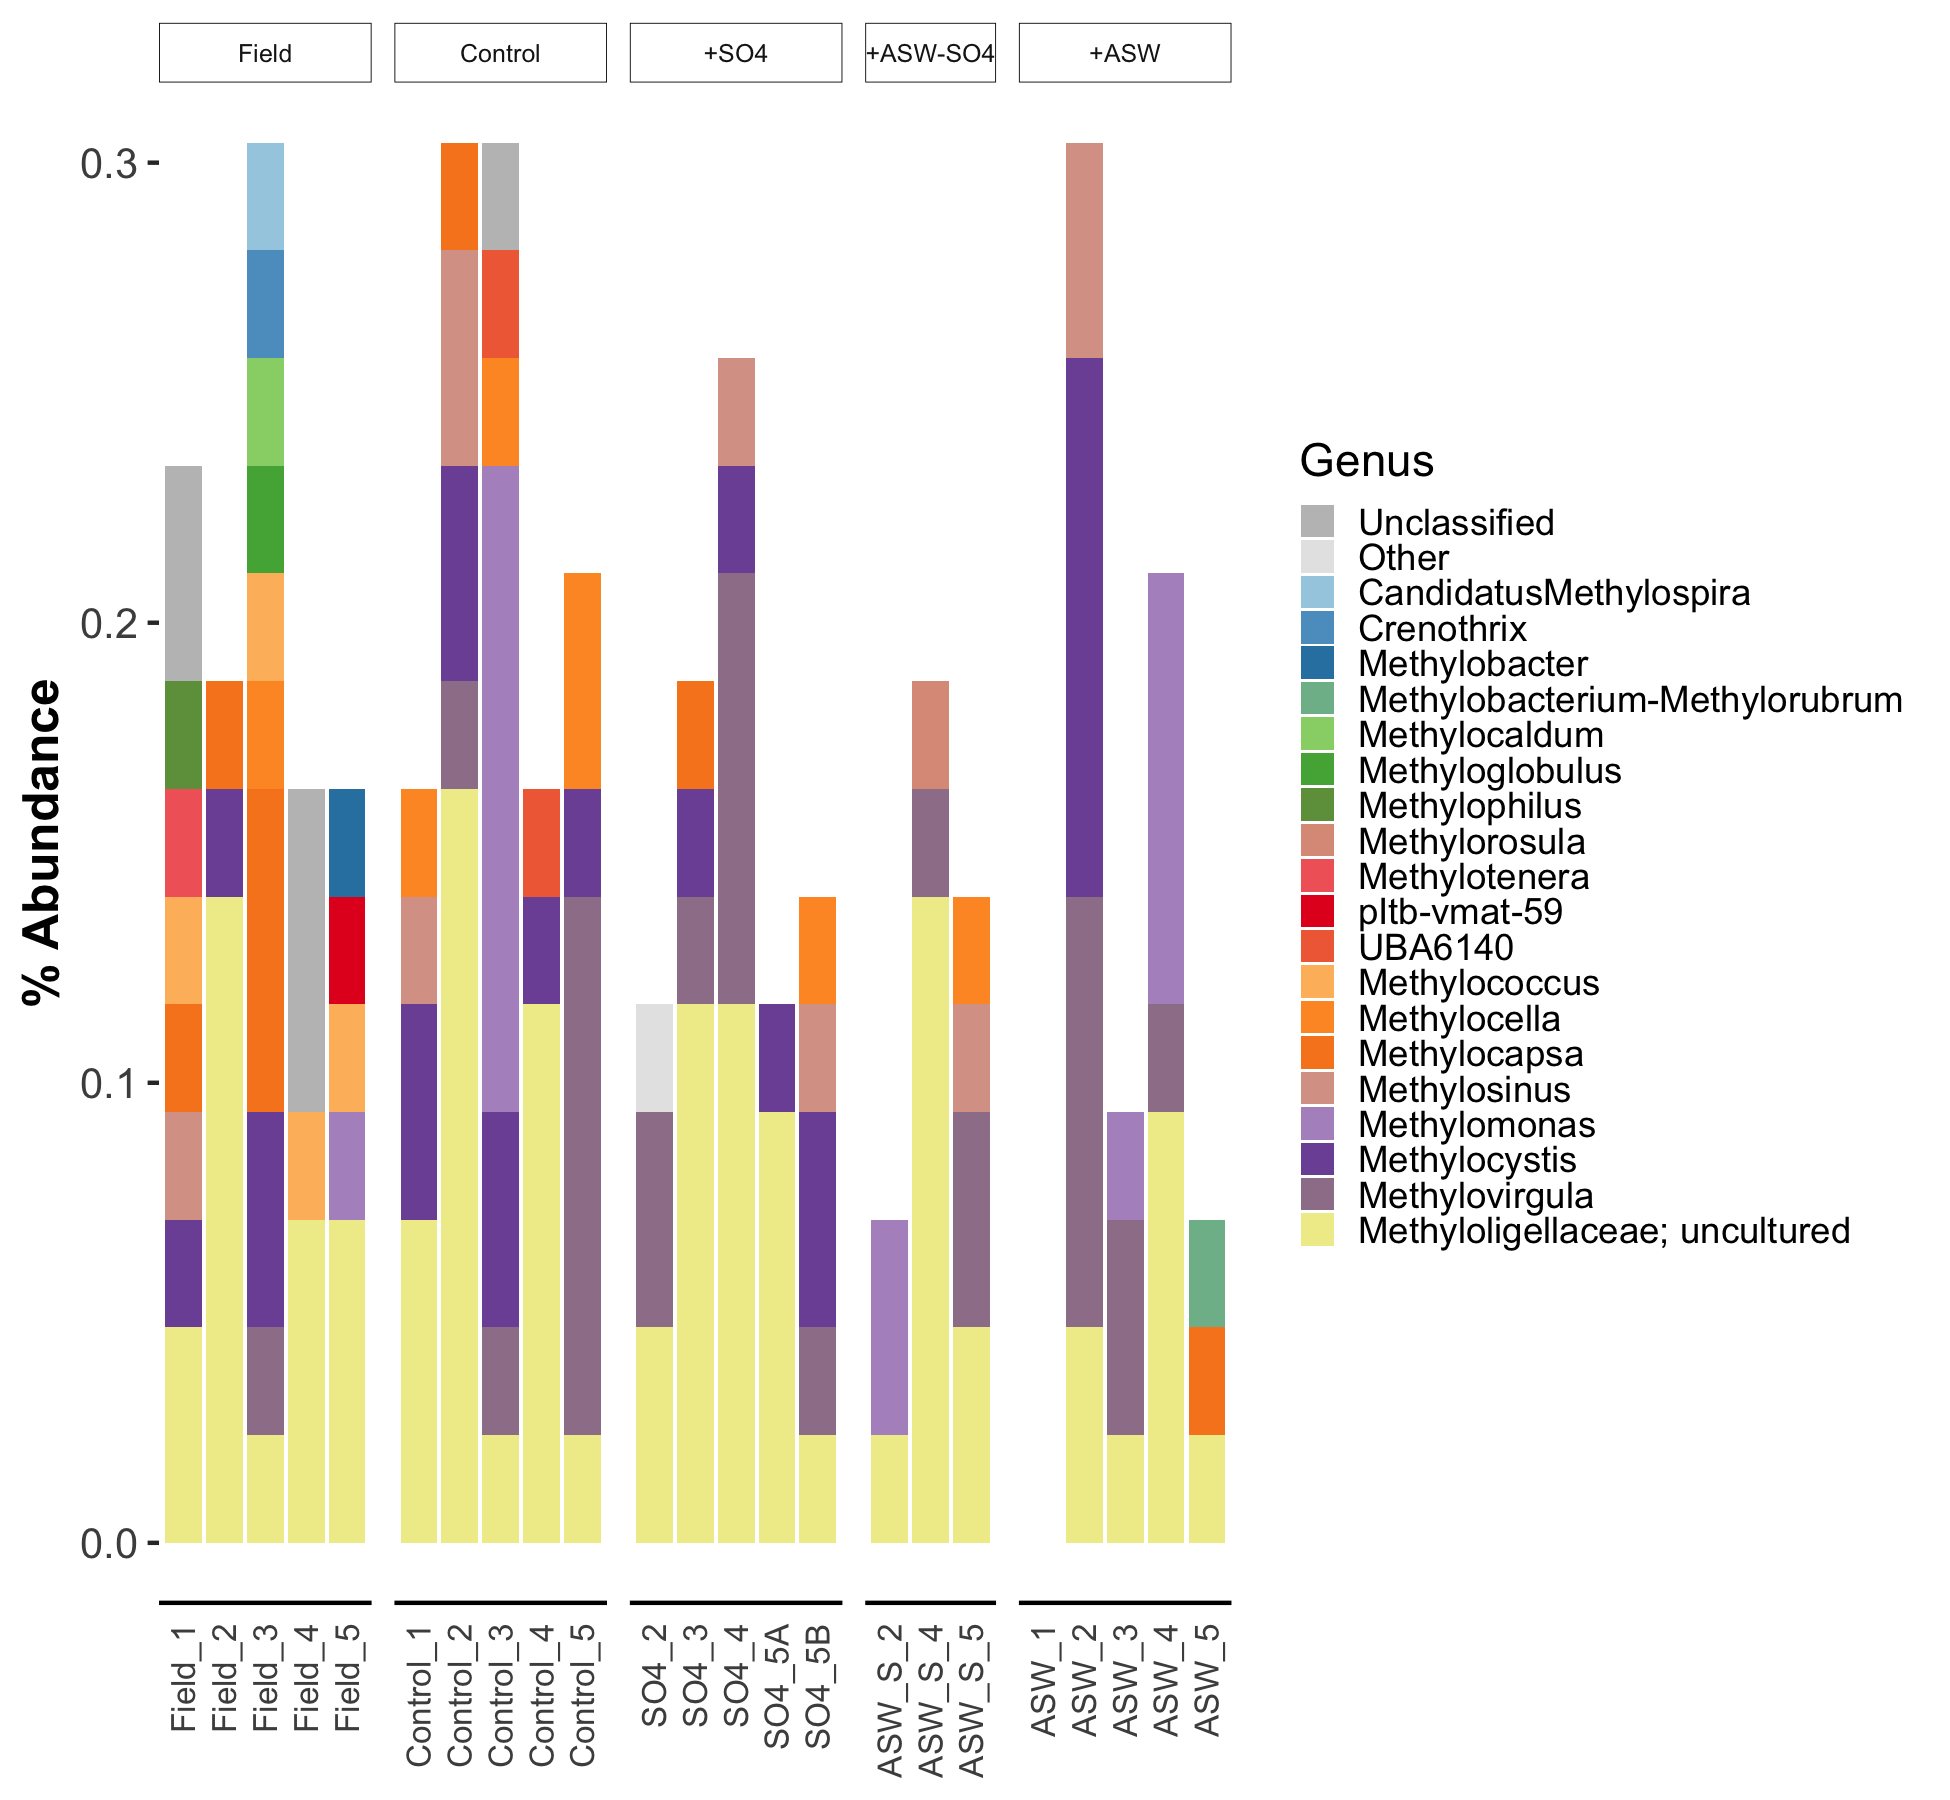 Field
Control
+SO4
+ASW-SO4
+ASW
% Abundance
0.3
0.2
0.1
0.0
Field_1
Field_2
Field_3
Field_4
Field_5
Control_1
Control_2
Control_3
Control_4
Control_5
SO4_2
SO4_3
SO4_4
SO4_5A
SO4_5B
ASW_S_2
ASW_S_4
ASW_S_5
ASW_1
ASW_2
ASW_3
ASW_4
ASW_5
Genus
Unclassified
Other
CandidatusMethylospira
Crenothrix
Methylobacter
Methylobacterium-Methylorubrum
Methylocaldum
Methyloglobulus
Methylophilus
Methylorosula
Methylotenera
pItb-vmat-59
UBA6140
Methylococcus
Methylocella
Methylocapsa
Methylosinus
Methylomonas
Methylocystis
Methylovirgula
Methyloligellaceae; uncultured